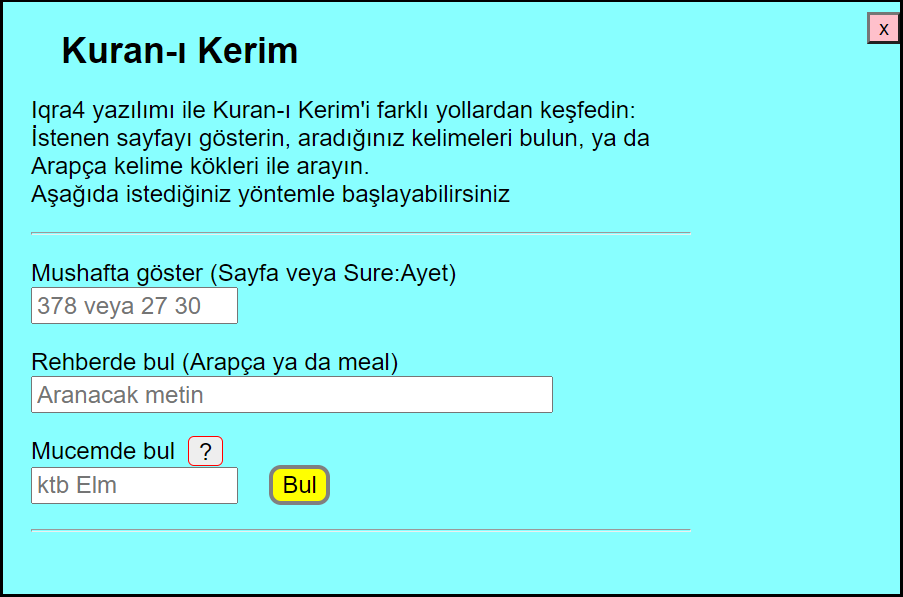 x
Kuran-ı Kerim
Iqra4 yazılımı ile Kuran-ı Kerim'i farklı yollardan keşfedin:
İstenen sayfayı gösterin, aradığınız kelimeleri bulun, ya da
Arapça kelime kökleri ile arayın.
Aşağıda istediğiniz yöntemle başlayabilirsiniz
Mushafta göster (Sayfa veya Sure:Ayet)
378 veya 27 30
Rehberde bul (Arapça ya da meal)
Aranacak metin
Mucemde bul ?
ktb Elm Bul